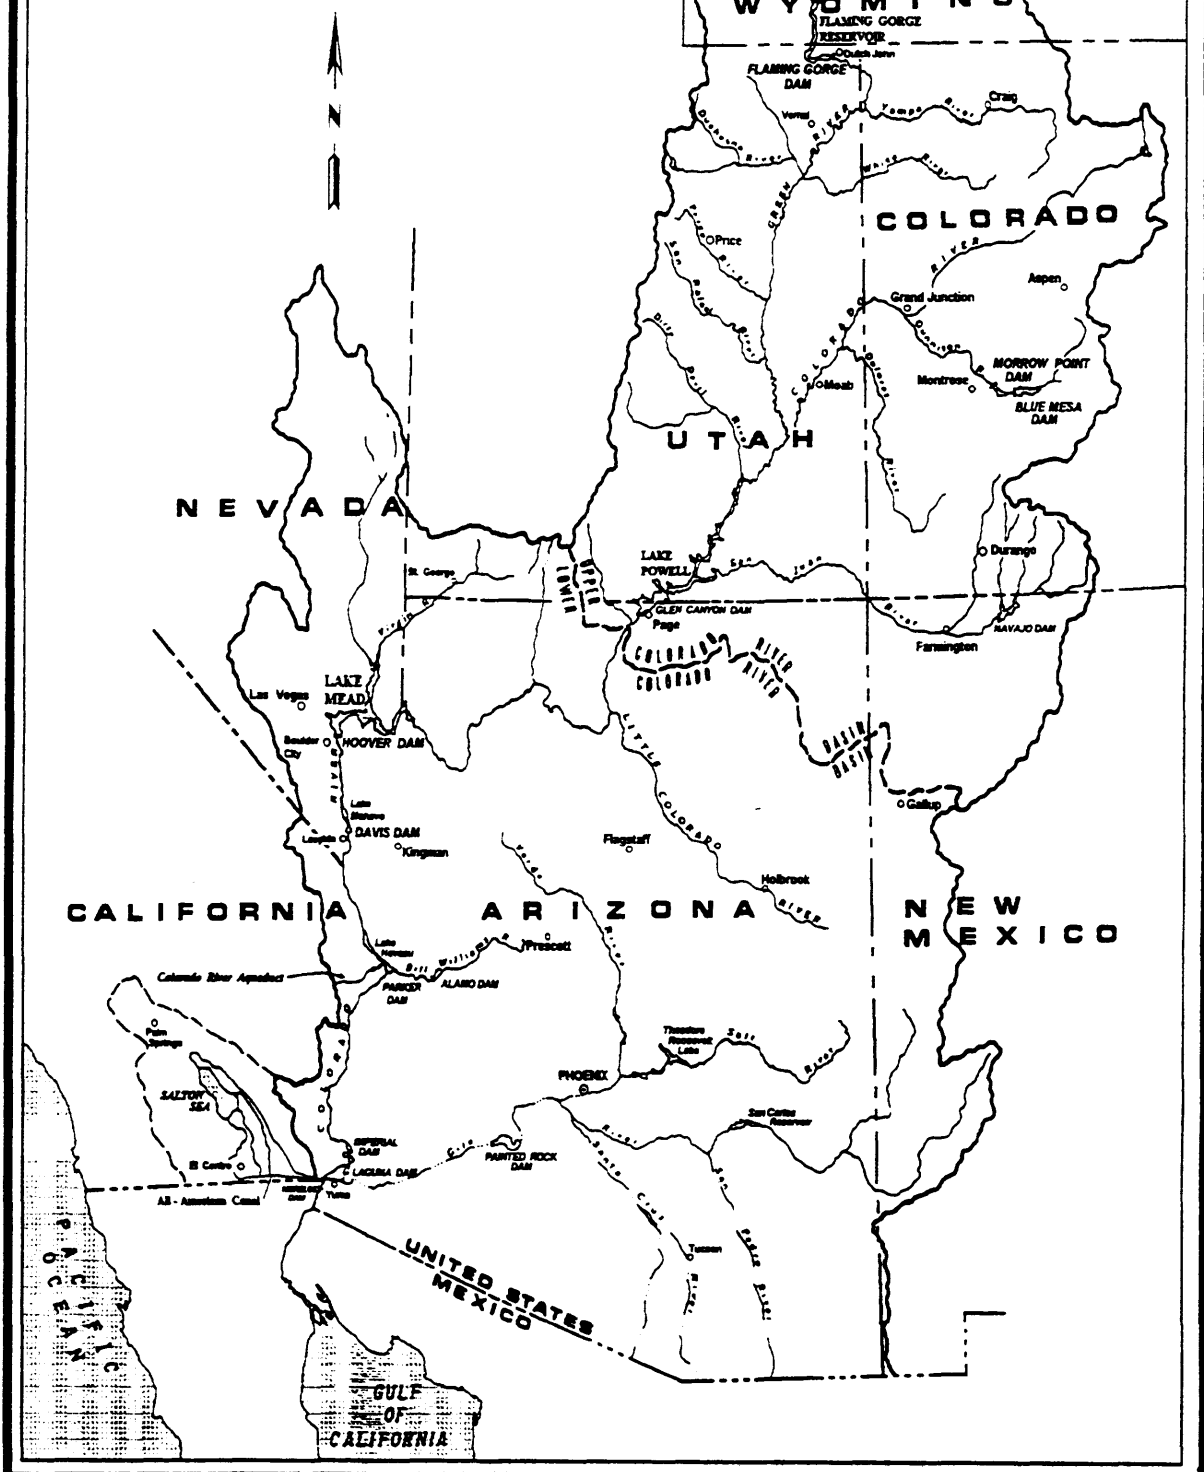 WYOMING
FLAMING GORGE
RESERVOIR
Dutch John
FLAMING GORGE
DAM
Craig
Yampa River
Vernal
Duchesne River
GREEN RIVER
White River
COLORADO
Price
Price River
San Rafael River
RIVER
Aspen
Grand Junction
Dirty Devil River
COLORADO
Gunnison
MORROW POINT
DAM
Moab
Dolores River
Montrose
BLUE MESA
DAM
UTAH
NEVADA
LAKE
POWELL
San Juan River
Durango
St. George
UPPER
LOWER
Virgin R
GLEN CANYON DAM
Page
NAVAJO DAM
Farmington
COLORADO RIVER BASIN
COLORADO RIVER BASIN
Las Vegas
LAKE
MEAD
Boulder
City
HOOVER DAM
RIVER
LITTLE COLORADO RIVER
Gallup
Lake
Mohave
Laughlin
DAVIS DAM
Kingman
Flagstaff
Verde River
Holbrook
CALIFORNIA
ARIZONA
NEW
MEXICO
Lake
Havasu
Bill Williams R
Prescott
Colorado River Aqueduct
PARKER
DAM
ALAMO DAM
Palm
Springs
Theodore
Roosevelt
Lake
Salt River
PHOENIX
SALTON
SEA
San Carlos
Reservoir
IMPERIAL
DAM
Gila River
PAINTED ROCK
DAM
El Centro
LAGUNA DAM
MORELOS
DAM
Yuma
All - American Canal
Santa Cruz River
San Pedro River
Tucson
UNITED STATES
MEXICO
PACIFIC
OCEAN
GULF
OF
CALIFORNIA